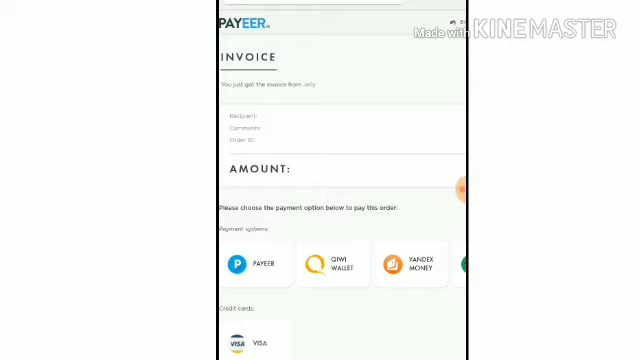 PAYEER
Made with KINEMASTER
INVOICE
You just got the invoice from Jelly
Recipient:
Comments:
Order ID:
AMOUNT:
Please choose the payment option below to pay this order:
Payment systems:
PAYEER
QIWI
WALLET
YANDEX
MONEY
Credit cards:
VISA
VISA